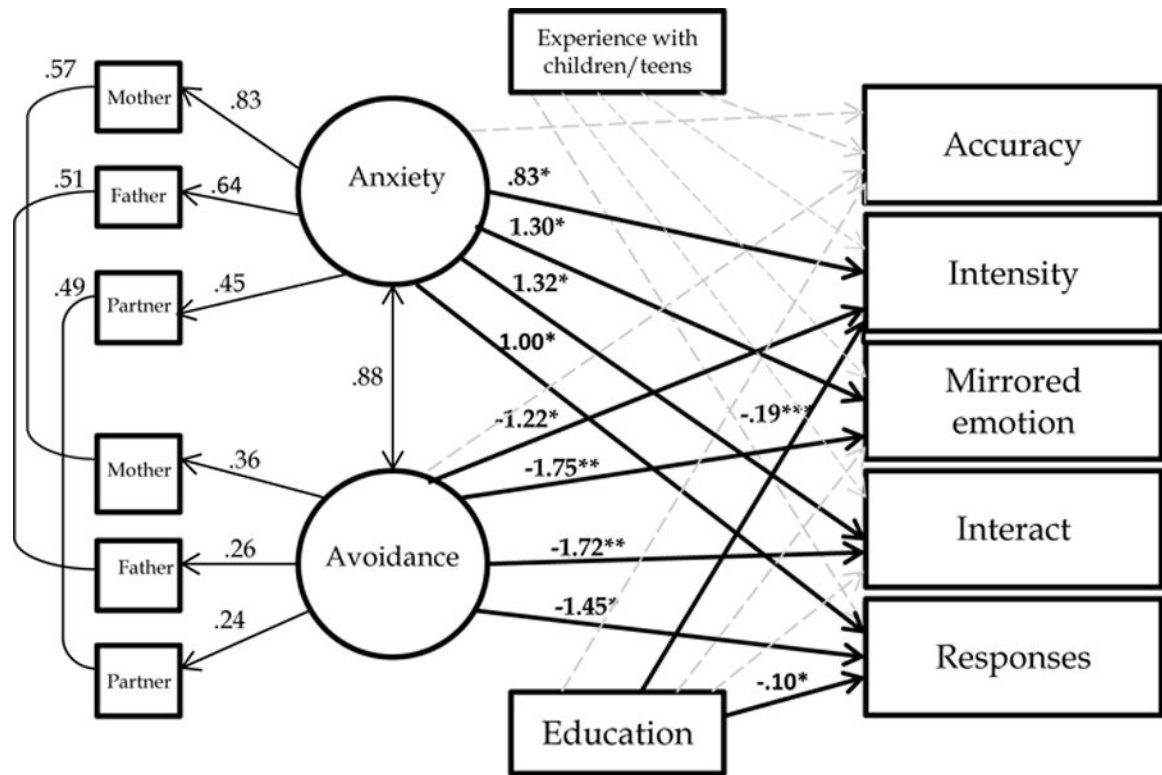 Experience with
children/teens
.57
Mother
.83
Accuracy
Anxiety
.51
Father
.64
.83*
1.30*
Intensity
.49
Partner
.45
1.32*
1.00*
.88
Mirrored
emotion
-1.22*
-.19***
Mother
.36
-1.75**
Interact
Father
.26
Avoidance
-1.72**
.24
-1.45*
Responses
Partner
-.10*
Education